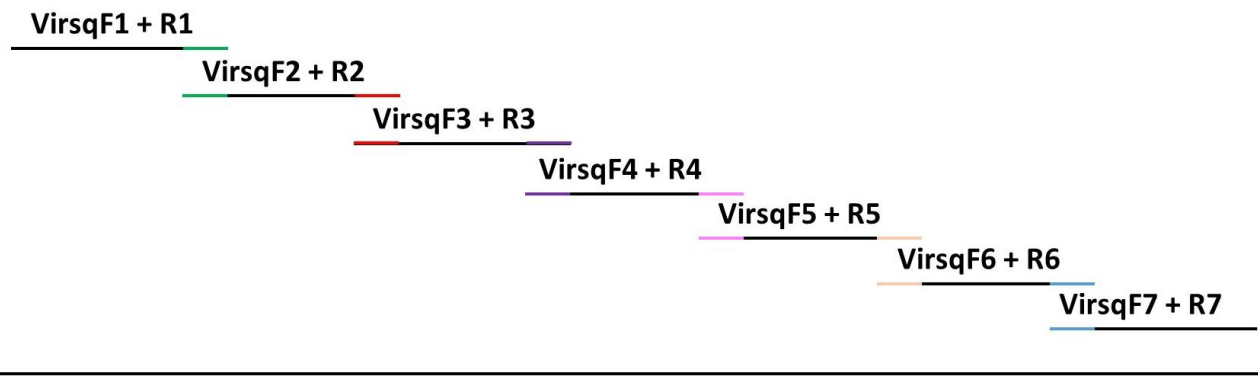 VirsqF1 + R1
VirsqF2 + R2
VirsqF3 + R3
VirsqF4 + R4
VirsqF5 + R5
VirsqF6 + R6
VirsqF7 + R7